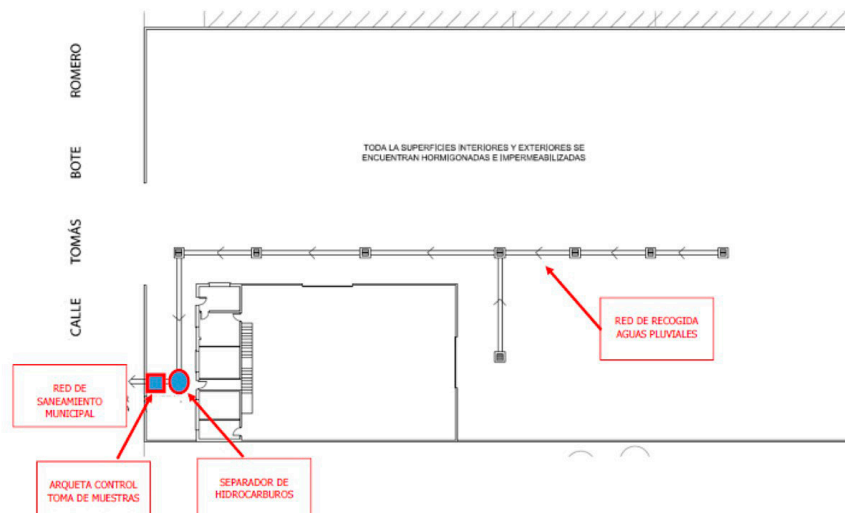 CALLE TOMÁS BOTE ROMERO
TODA LA SUPERFICIES INTERIORES Y EXTERIORES SE
ENCUENTRAN HORMIGONADAS E IMPERMEABILIZADAS
RED DE RECOGIDA
AGUAS PLUVIALES
RED DE
SANEAMIENTO
MUNICIPAL
ARQUETA CONTROL
TOMA DE MUESTRAS
SEPARADOR DE
HIDROCARBUROS